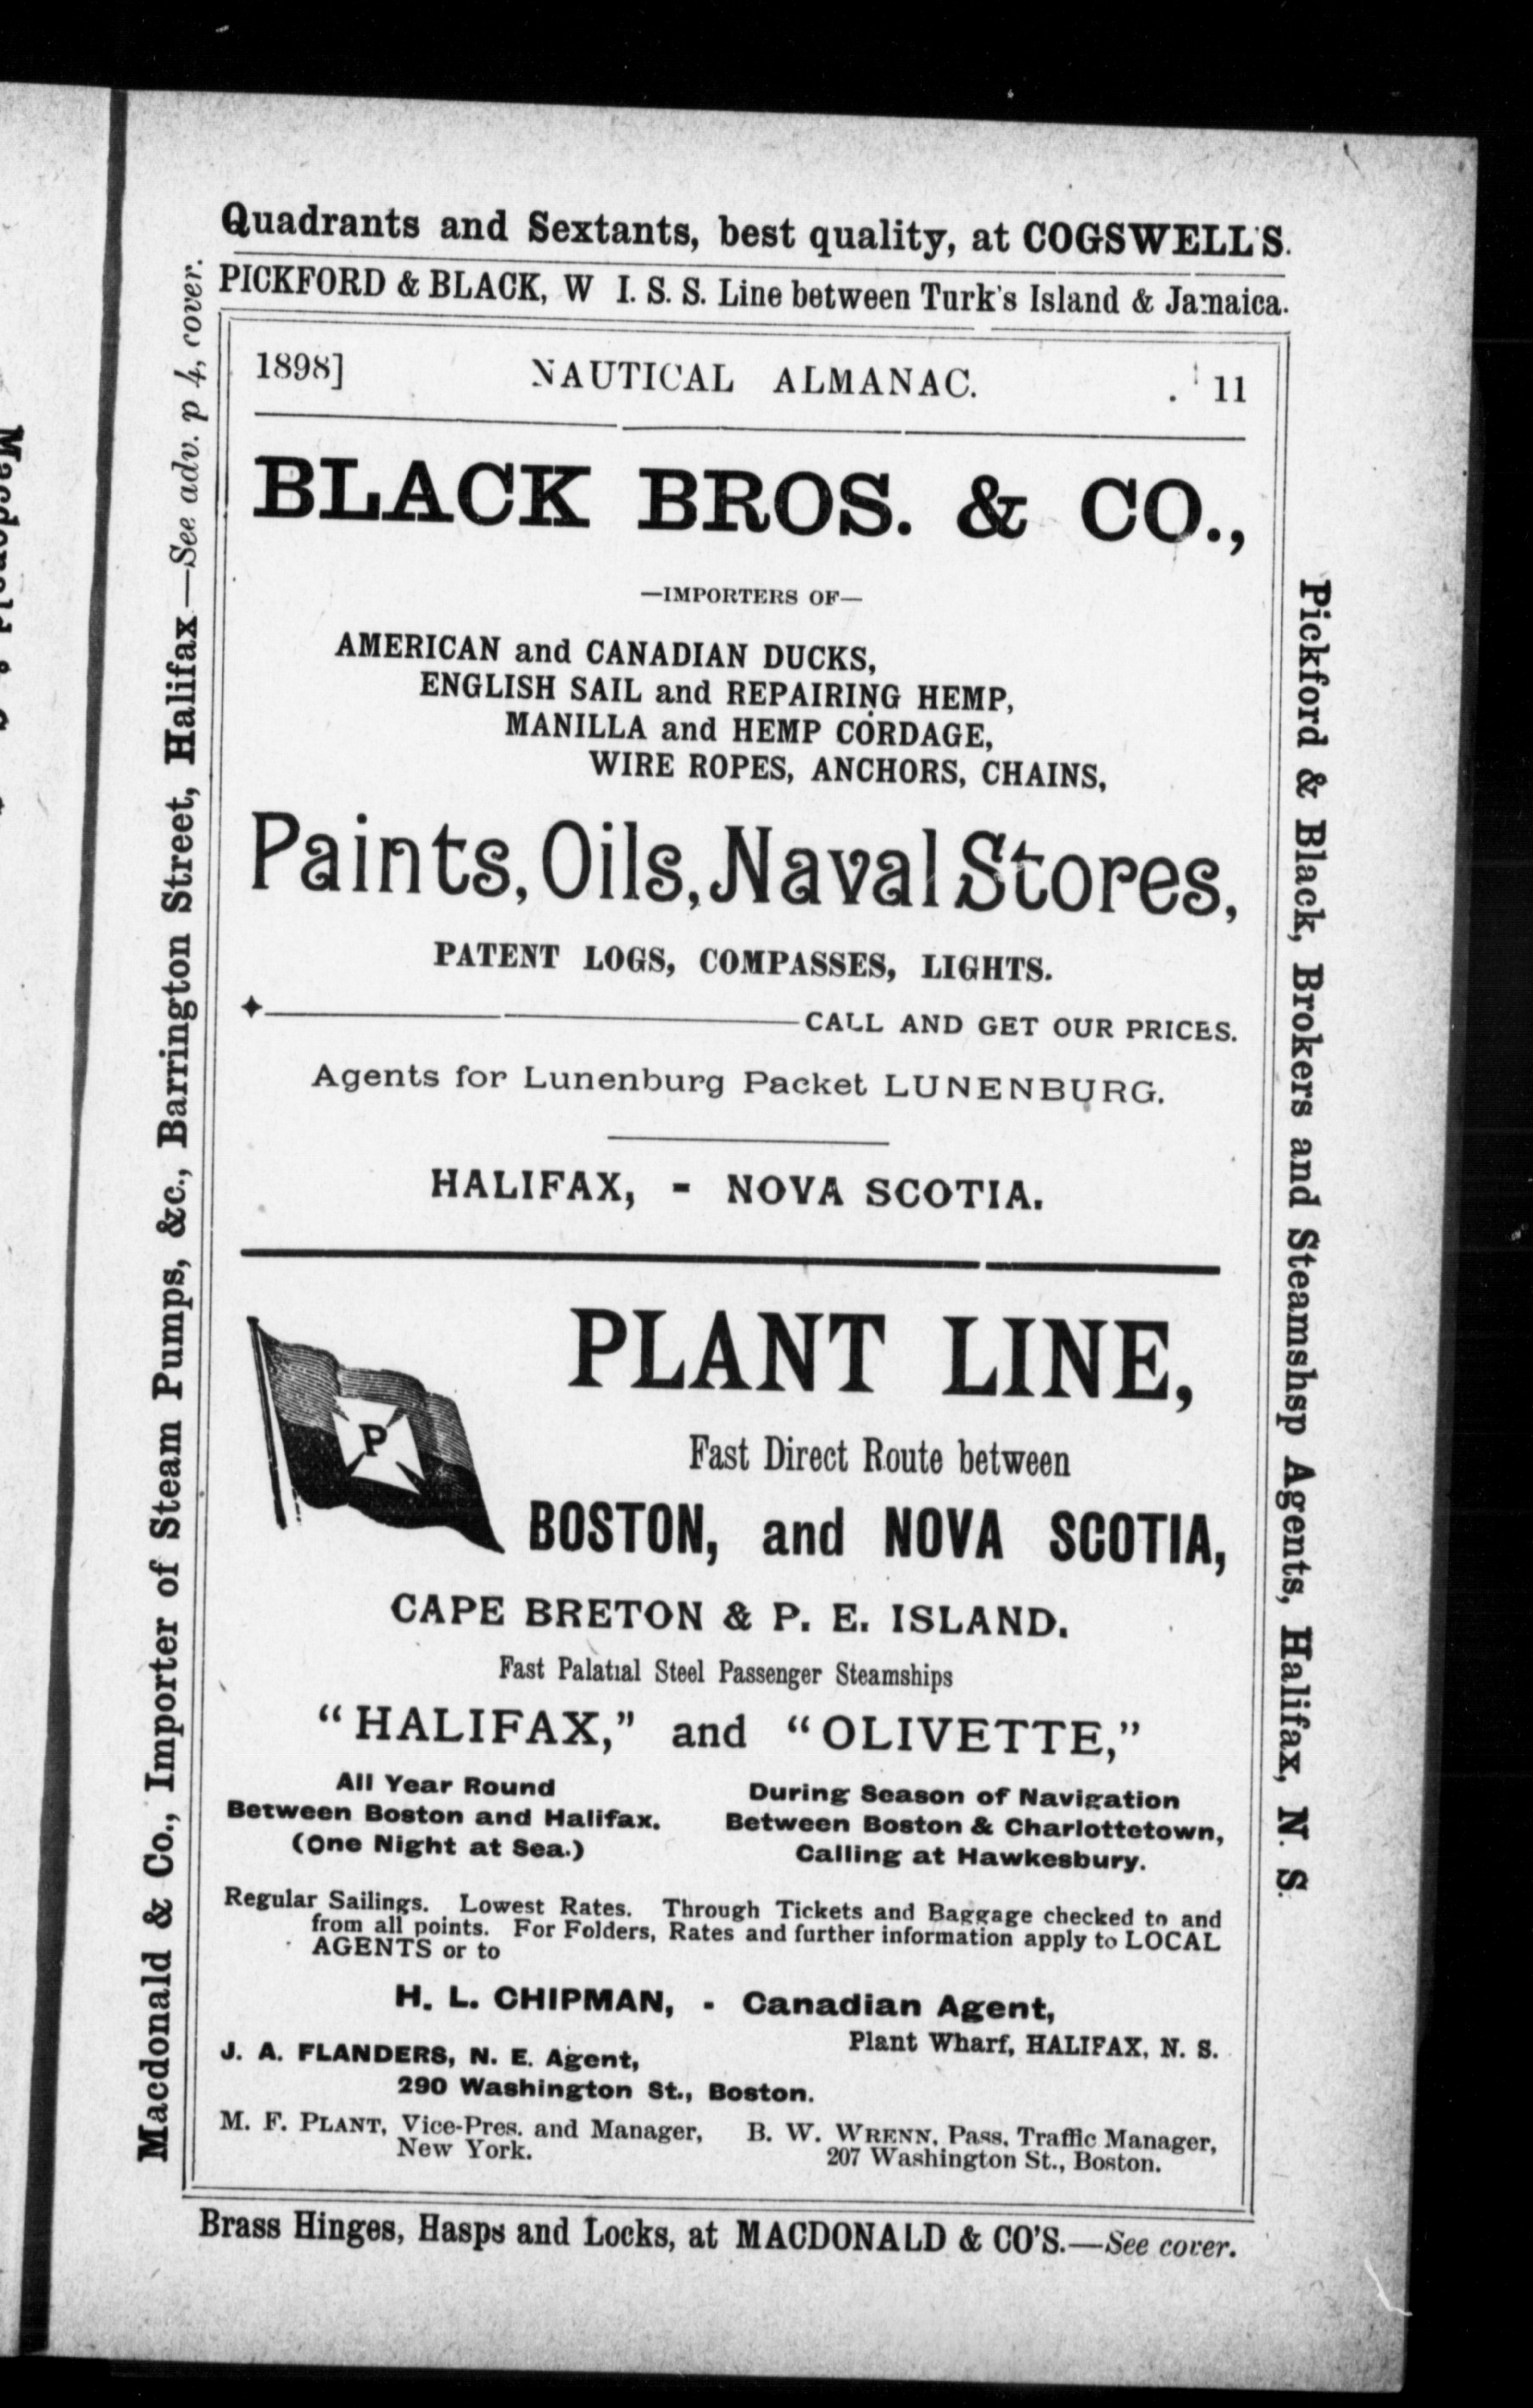 Quadrants and Sextants, best quality, at COGSWELL'S.
PICKFORD & BLACK, W I. S. S. Line between Turk's Island & Jamaica.
1898]
NAUTICAL ALMANAC.
11
BLACK BROS. & CO.,
—IMPORTERS OF—
AMERICAN and CANADIAN DUCKS,
ENGLISH SAIL and REPAIRING HEMP,
MANILLA and HEMP CORDAGE,
WIRE ROPES, ANCHORS, CHAINS,
Paints, Oils, Naval Stores,
PATENT LOGS, COMPASSES, LIGHTS.
CALL AND GET OUR PRICES.
Agents for Lunenburg Packet LUNENBURG.
HALIFAX, - NOVA SCOTIA.
P
PLANT LINE,
Fast Direct Route between
BOSTON, and NOVA SCOTIA,
CAPE BRETON & P. E. ISLAND.
Fast Palatial Steel Passenger Steamships
"HALIFAX," and "OLIVETTE,"
All Year Round
Between Boston and Halifax.
(One Night at Sea.)
During Season of Navigation
Between Boston & Charlottetown,
Calling at Hawkesbury.
Regular Sailings. Lowest Rates. Through Tickets and Baggage checked to and
from all points. For Folders, Rates and further information apply to LOCAL
AGENTS or to
H. L. CHIPMAN, - Canadian Agent,
Plant Wharf, HALIFAX, N. S.
J. A. FLANDERS, N. E. Agent,
290 Washington St., Boston.
M. F. PLANT, Vice-Pres. and Manager,
New York.
B. W. WRENN, Pass. Traffic Manager,
207 Washington St., Boston.
Brass Hinges, Hasps and Locks, at MACDONALD & CO'S.—See cover.
Macdonald & Co., Importer of Steam Pumps, &c., Barrington Street, Halifax.—See adv. p 4, cover.
Pickford & Black, Brokers and Steamshsp Agents, Halifax, N. S.